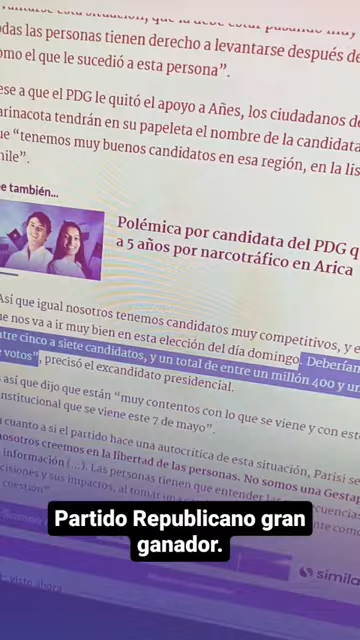 todas las personas tienen derecho a levantarse después de
como el que le sucedió a esta persona”.
ese a que el PDG le quitó el apoyo a Añes, los ciudadanos de
arinacota tendrán en su papeleta el nombre de la candidata
ue “tenemos muy buenos candidatos en esa región, en la lis
hile”.
e también...
Polémica por candidata del PDG q
a 5 años por narcotráfico en Arica
Así que igual nosotros tenemos candidatos muy competitivos, y e
ue nos va a ir muy bien en esta elección del día domingo. Deberían
tre cinco a siete candidatos, y un total de entre un millón 400 y un
votos”, precisó el excandidato presidencial.
así que dijo que están “muy contentos con lo que se viene y con est
nstitucional que se viene este 7 de mayo”.
cuanto a si el partido hace una autocrítica de esta situación, Parisi se
nosotros creemos en la libertad de las personas. No somos una Gestap
información (...). Las personas tienen que entender las
cisiones y sus impactos, al tomar
cuestión”
Partido Republicano gran
ganador.